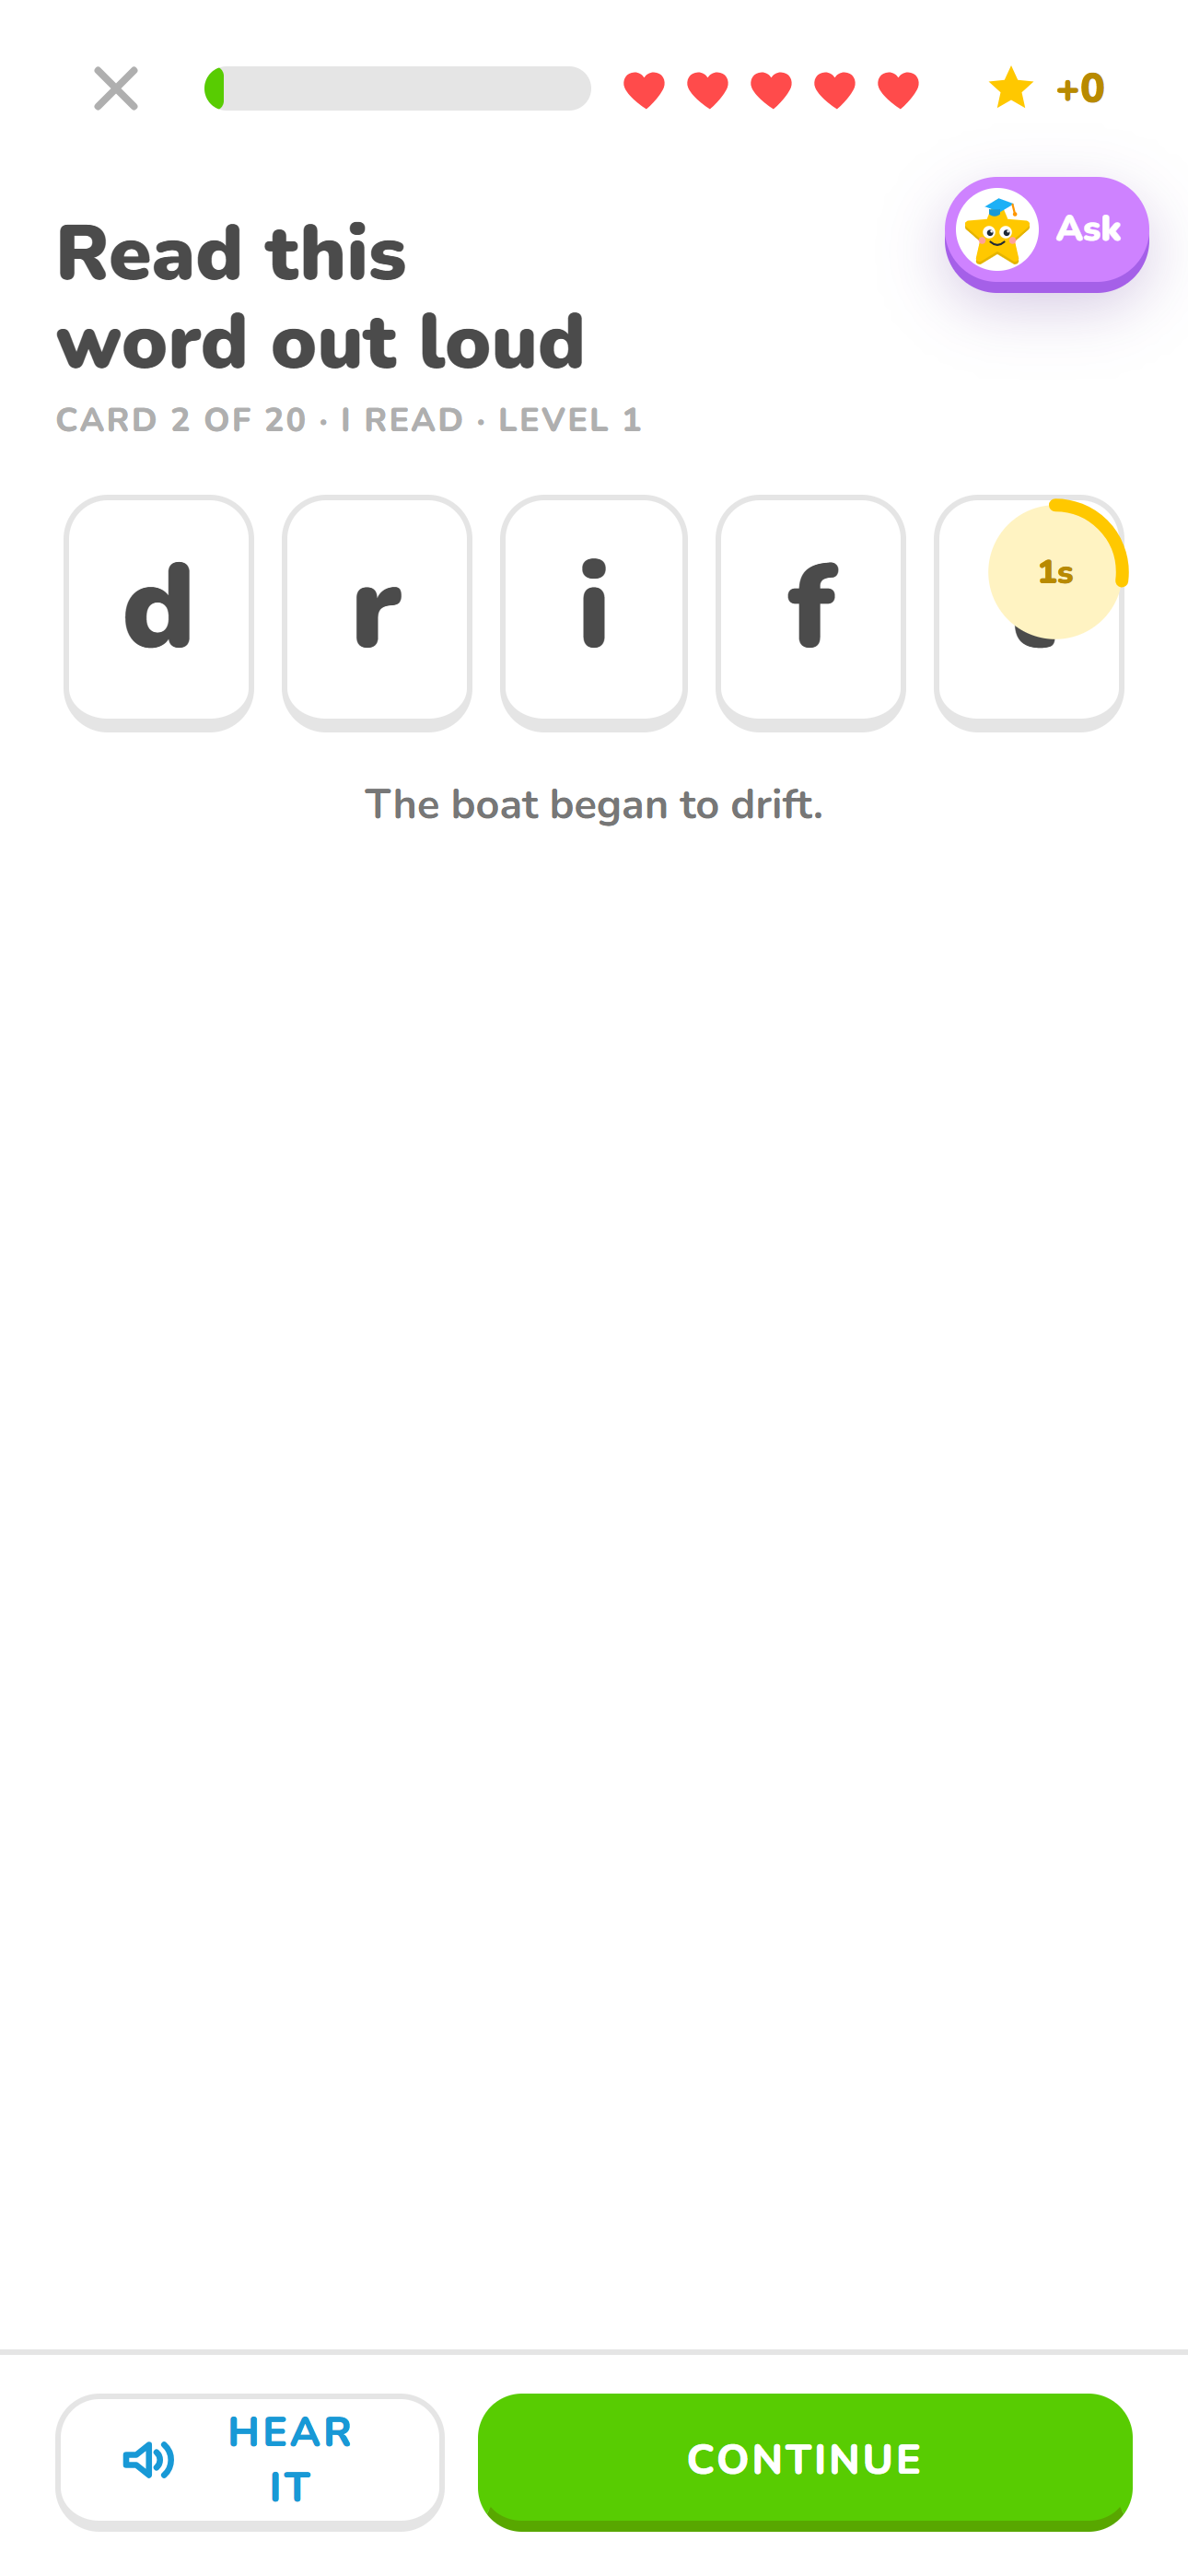 +0
Ask
Read this
word out loud
CARD 2 OF 20 · I READ · LEVEL 1
d r i f
1s
The boat began to drift.
HEAR
IT
CONTINUE